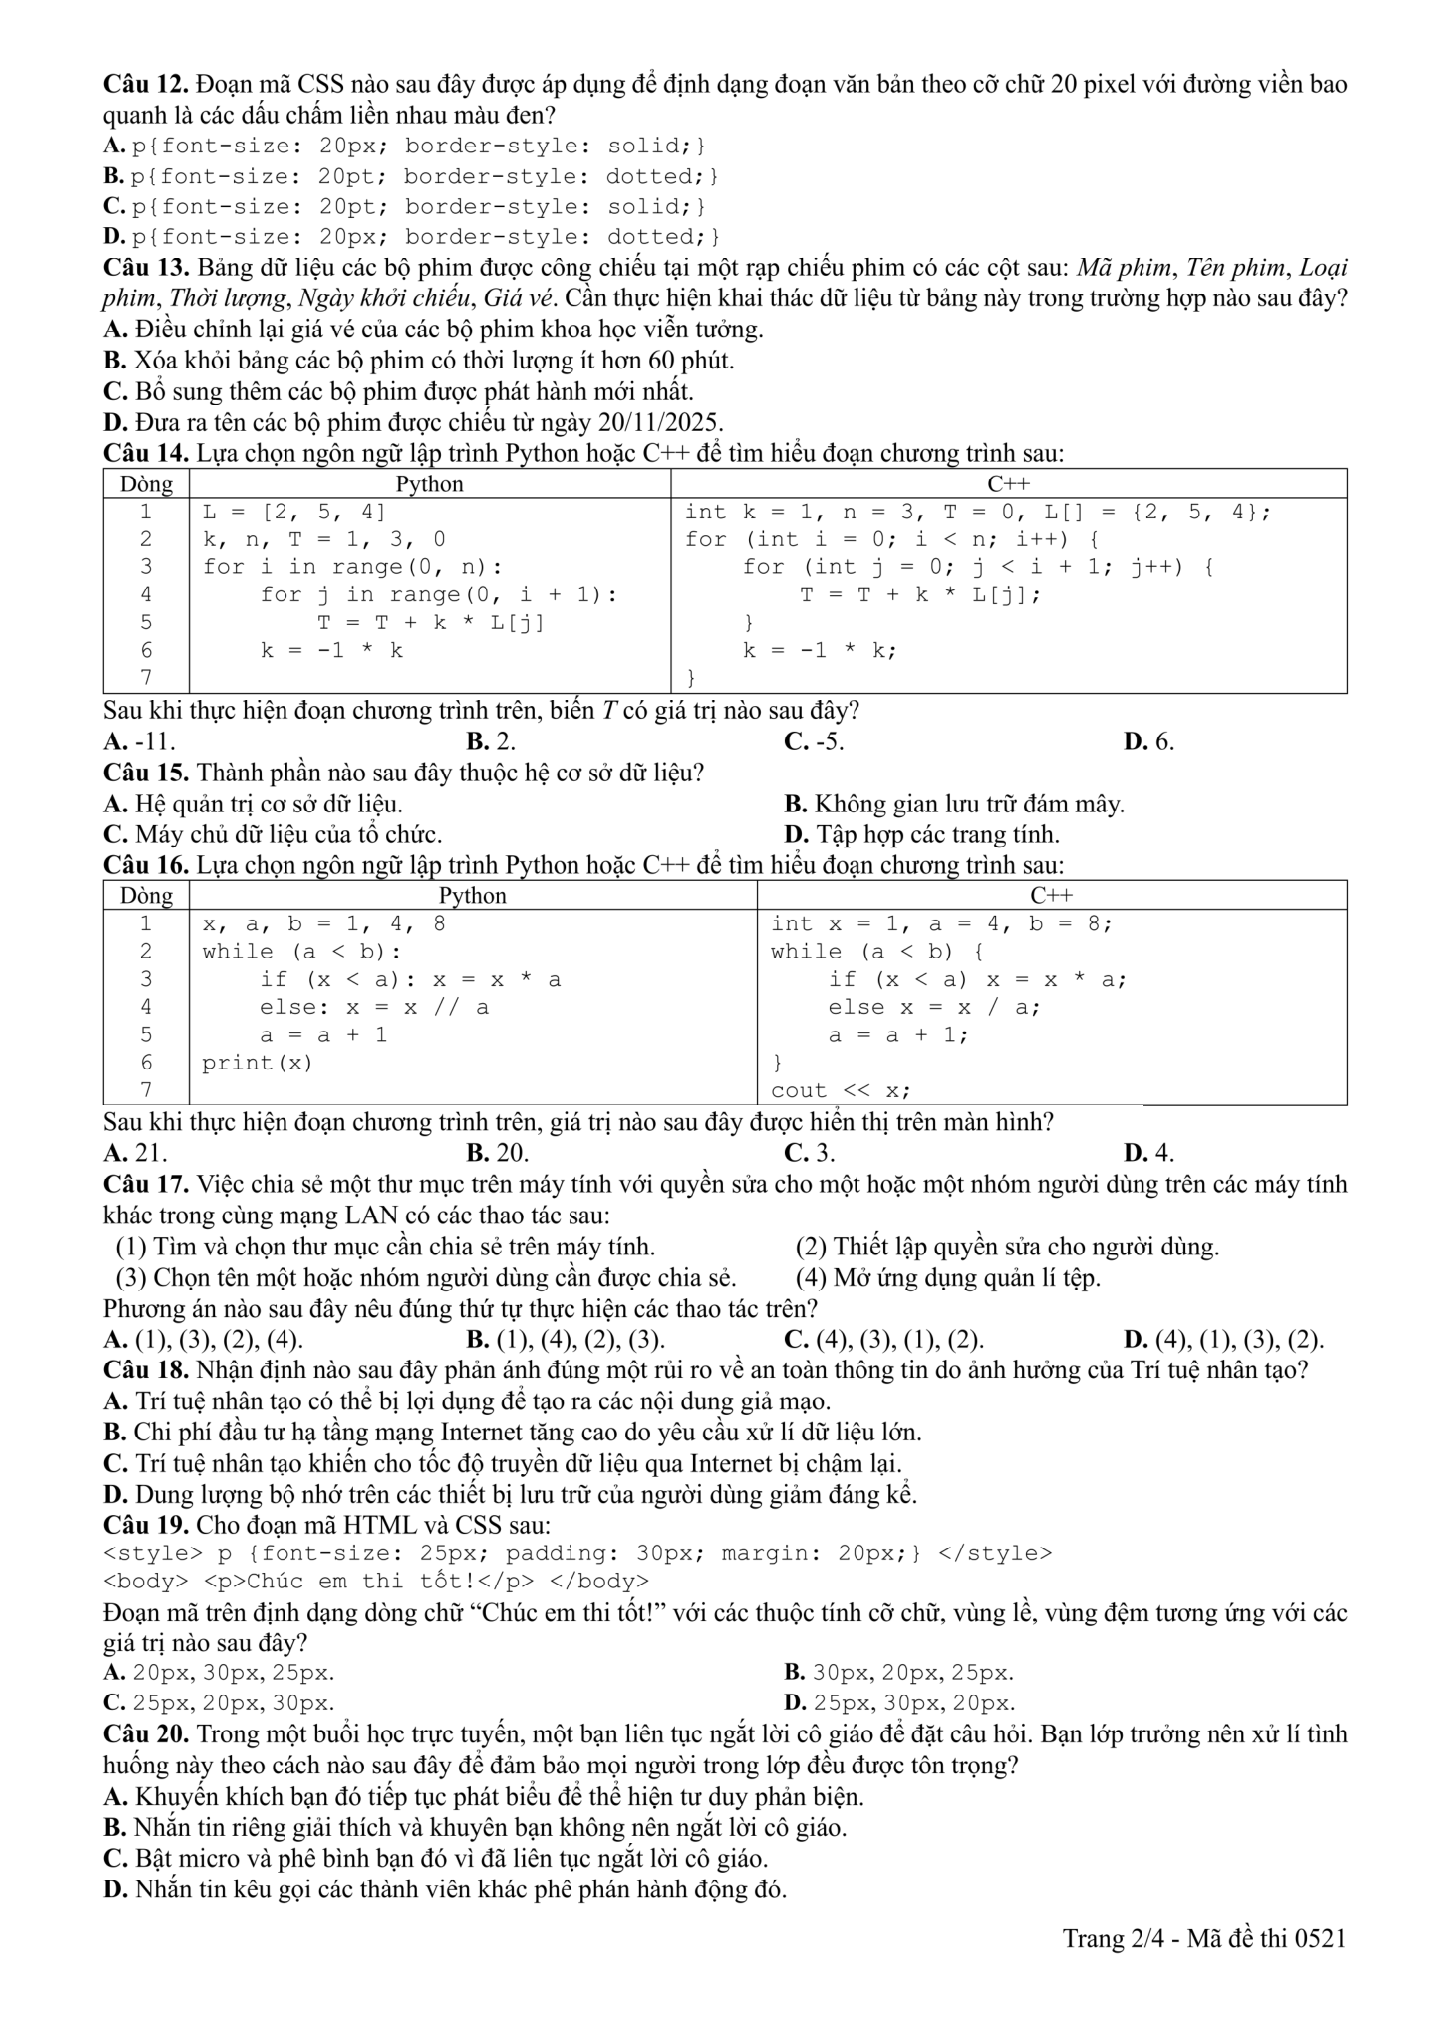 Câu 12. Đoạn mã CSS nào sau đây được áp dụng để định dạng đoạn văn bản theo cỡ chữ 20 pixel với đường viền bao
quanh là các dấu chấm liền nhau màu đen?
A. p{font-size: 20px; border-style: solid;}
B. p{font-size: 20pt; border-style: dotted;}
C. p{font-size: 20pt; border-style: solid;}
D. p{font-size: 20px; border-style: dotted;}
Câu 13. Bảng dữ liệu các bộ phim được công chiếu tại một rạp chiếu phim có các cột sau: Mã phim, Tên phim, Loại
phim, Thời lượng, Ngày khởi chiếu, Giá vé. Cần thực hiện khai thác dữ liệu từ bảng này trong trường hợp nào sau đây?
A. Điều chỉnh lại giá vé của các bộ phim khoa học viễn tưởng.
B. Xóa khỏi bảng các bộ phim có thời lượng ít hơn 60 phút.
C. Bổ sung thêm các bộ phim được phát hành mới nhất.
D. Đưa ra tên các bộ phim được chiếu từ ngày 20/11/2025.
Câu 14. Lựa chọn ngôn ngữ lập trình Python hoặc C++ để tìm hiểu đoạn chương trình sau:
Dòng Python C++
1 L = [2, 5, 4] int k = 1, n = 3, T = 0, L[] = {2, 5, 4};
2 k, n, T = 1, 3, 0 for (int i = 0; i < n; i++) {
3 for i in range(0, n): for (int j = 0; j < i + 1; j++) {
4 for j in range(0, i + 1): T = T + k * L[j];
5 T = T + k * L[j] }
6 k = -1 * k k = -1 * k;
7 }
Sau khi thực hiện đoạn chương trình trên, biến T có giá trị nào sau đây?
A. -11. B. 2. C. -5. D. 6.
Câu 15. Thành phần nào sau đây thuộc hệ cơ sở dữ liệu?
A. Hệ quản trị cơ sở dữ liệu. B. Không gian lưu trữ đám mây.
C. Máy chủ dữ liệu của tổ chức. D. Tập hợp các trang tính.
Câu 16. Lựa chọn ngôn ngữ lập trình Python hoặc C++ để tìm hiểu đoạn chương trình sau:
Dòng Python C++
1 x, a, b = 1, 4, 8 int x = 1, a = 4, b = 8;
2 while (a < b): while (a < b) {
3 if (x < a): x = x * a if (x < a) x = x * a;
4 else: x = x // a else x = x / a;
5 a = a + 1 a = a + 1;
6 print(x) }
7 cout << x;
Sau khi thực hiện đoạn chương trình trên, giá trị nào sau đây được hiển thị trên màn hình?
A. 21. B. 20. C. 3. D. 4.
Câu 17. Việc chia sẻ một thư mục trên máy tính với quyền sửa cho một hoặc một nhóm người dùng trên các máy tính
khác trong cùng mạng LAN có các thao tác sau:
(1) Tìm và chọn thư mục cần chia sẻ trên máy tính. (2) Thiết lập quyền sửa cho người dùng.
(3) Chọn tên một hoặc nhóm người dùng cần được chia sẻ. (4) Mở ứng dụng quản lí tệp.
Phương án nào sau đây nêu đúng thứ tự thực hiện các thao tác trên?
A. (1), (3), (2), (4). B. (1), (4), (2), (3). C. (4), (3), (1), (2). D. (4), (1), (3), (2).
Câu 18. Nhận định nào sau đây phản ánh đúng một rủi ro về an toàn thông tin do ảnh hưởng của Trí tuệ nhân tạo?
A. Trí tuệ nhân tạo có thể bị lợi dụng để tạo ra các nội dung giả mạo.
B. Chi phí đầu tư hạ tầng mạng Internet tăng cao do yêu cầu xử lí dữ liệu lớn.
C. Trí tuệ nhân tạo khiến cho tốc độ truyền dữ liệu qua Internet bị chậm lại.
D. Dung lượng bộ nhớ trên các thiết bị lưu trữ của người dùng giảm đáng kể.
Câu 19. Cho đoạn mã HTML và CSS sau:
<style> p {font-size: 25px; padding: 30px; margin: 20px;} </style>
<body> <p>Chúc em thi tốt!</p> </body>
Đoạn mã trên định dạng dòng chữ “Chúc em thi tốt!” với các thuộc tính cỡ chữ, vùng lề, vùng đệm tương ứng với các
giá trị nào sau đây?
A. 20px, 30px, 25px. B. 30px, 20px, 25px.
C. 25px, 20px, 30px. D. 25px, 30px, 20px.
Câu 20. Trong một buổi học trực tuyến, một bạn liên tục ngắt lời cô giáo để đặt câu hỏi. Bạn lớp trưởng nên xử lí tình
huống này theo cách nào sau đây để đảm bảo mọi người trong lớp đều được tôn trọng?
A. Khuyến khích bạn đó tiếp tục phát biểu để thể hiện tư duy phản biện.
B. Nhắn tin riêng giải thích và khuyên bạn không nên ngắt lời cô giáo.
C. Bật micro và phê bình bạn đó vì đã liên tục ngắt lời cô giáo.
D. Nhắn tin kêu gọi các thành viên khác phê phán hành động đó.
Trang 2/4 - Mã đề thi 0521